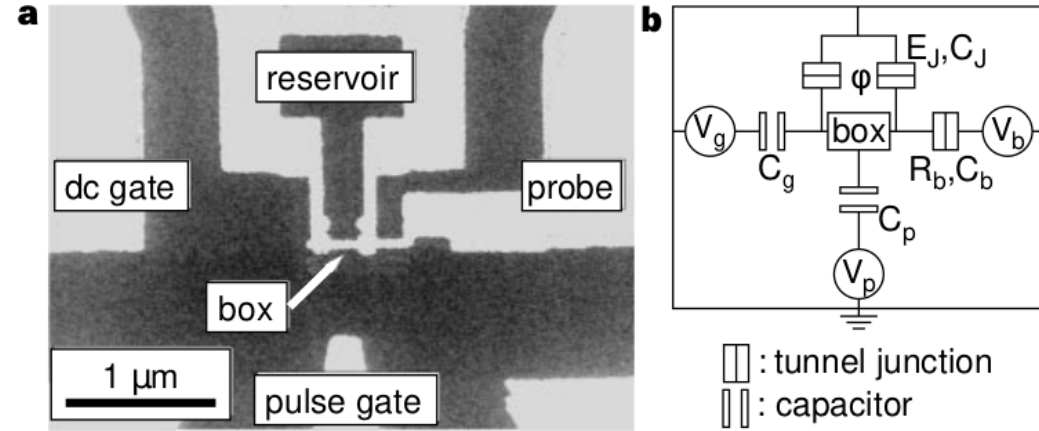 a
reservoir
dc gate
probe
box
1 μm
pulse gate
b
E_J,C_J
φ
V_g
box
V_b
C_g
R_b,C_b
C_p
V_p
: tunnel junction
: capacitor